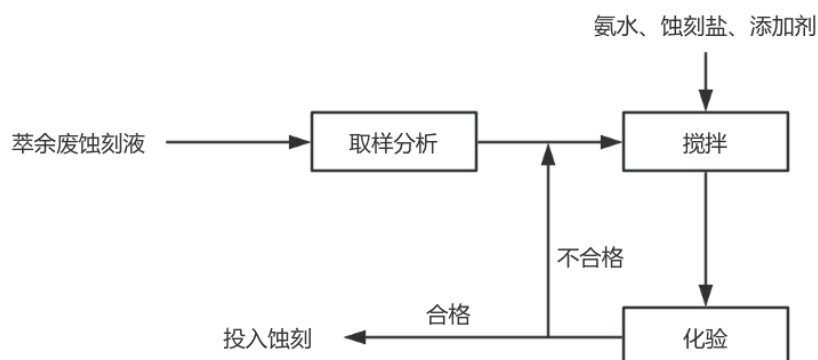 氨水、蚀刻盐、添加剂
萃余废蚀刻液
取样分析
搅拌
不合格
合格
投入蚀刻
化验